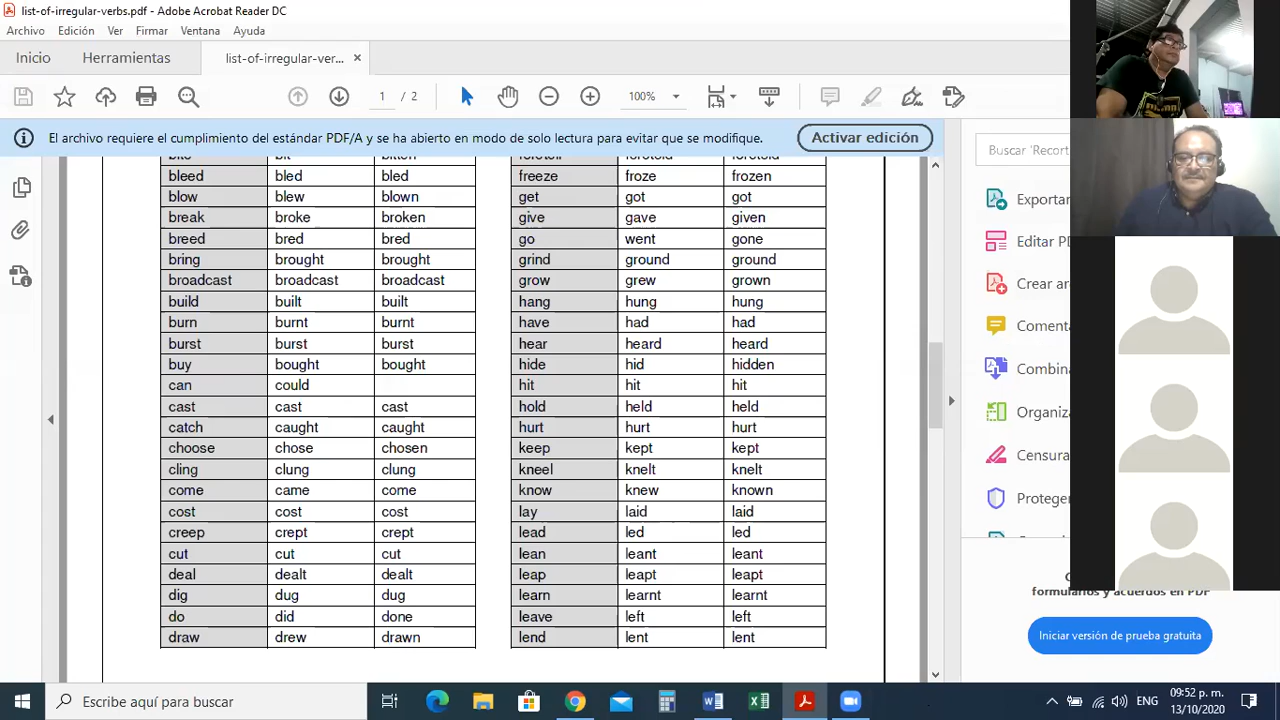 list-of-irregular-verbs.pdf - Adobe Acrobat Reader DC
Archivo Edición Ver Firmar Ventana Ayuda
Inicio Herramientas list-of-irregular-ver... ×
1 / 2 100%
El archivo requiere el cumplimiento del estándar PDF/A y se ha abierto en modo de solo lectura para evitar que se modifique. Activar edición
Buscar 'Recort
bleed bled bled freeze froze frozen
blow blew blown get got got
break broke broken give gave given
breed bred bred go went gone
bring brought brought grind ground ground
broadcast broadcast broadcast grow grew grown
build built built hang hung hung
burn burnt burnt have had had
burst burst burst hear heard heard
buy bought bought hide hid hidden
can could hit hit hit
cast cast cast hold held held
catch caught caught hurt hurt hurt
choose chose chosen keep kept kept
cling clung clung kneel knelt knelt
come came come know knew known
cost cost cost lay laid laid
creep crept crept lead led led
cut cut cut lean leant leant
deal dealt dealt leap leapt leapt
dig dug dug learn learnt learnt
do did done leave left left
draw drew drawn lend lent lent
Exportar
Editar PD
Crear ar
Comenta
Combina
Organiza
Censura
Proteger
formularios y acuerdos en PDF
Iniciar versión de prueba gratuita
Escribe aquí para buscar
ENG
09:52 p. m.
13/10/2020